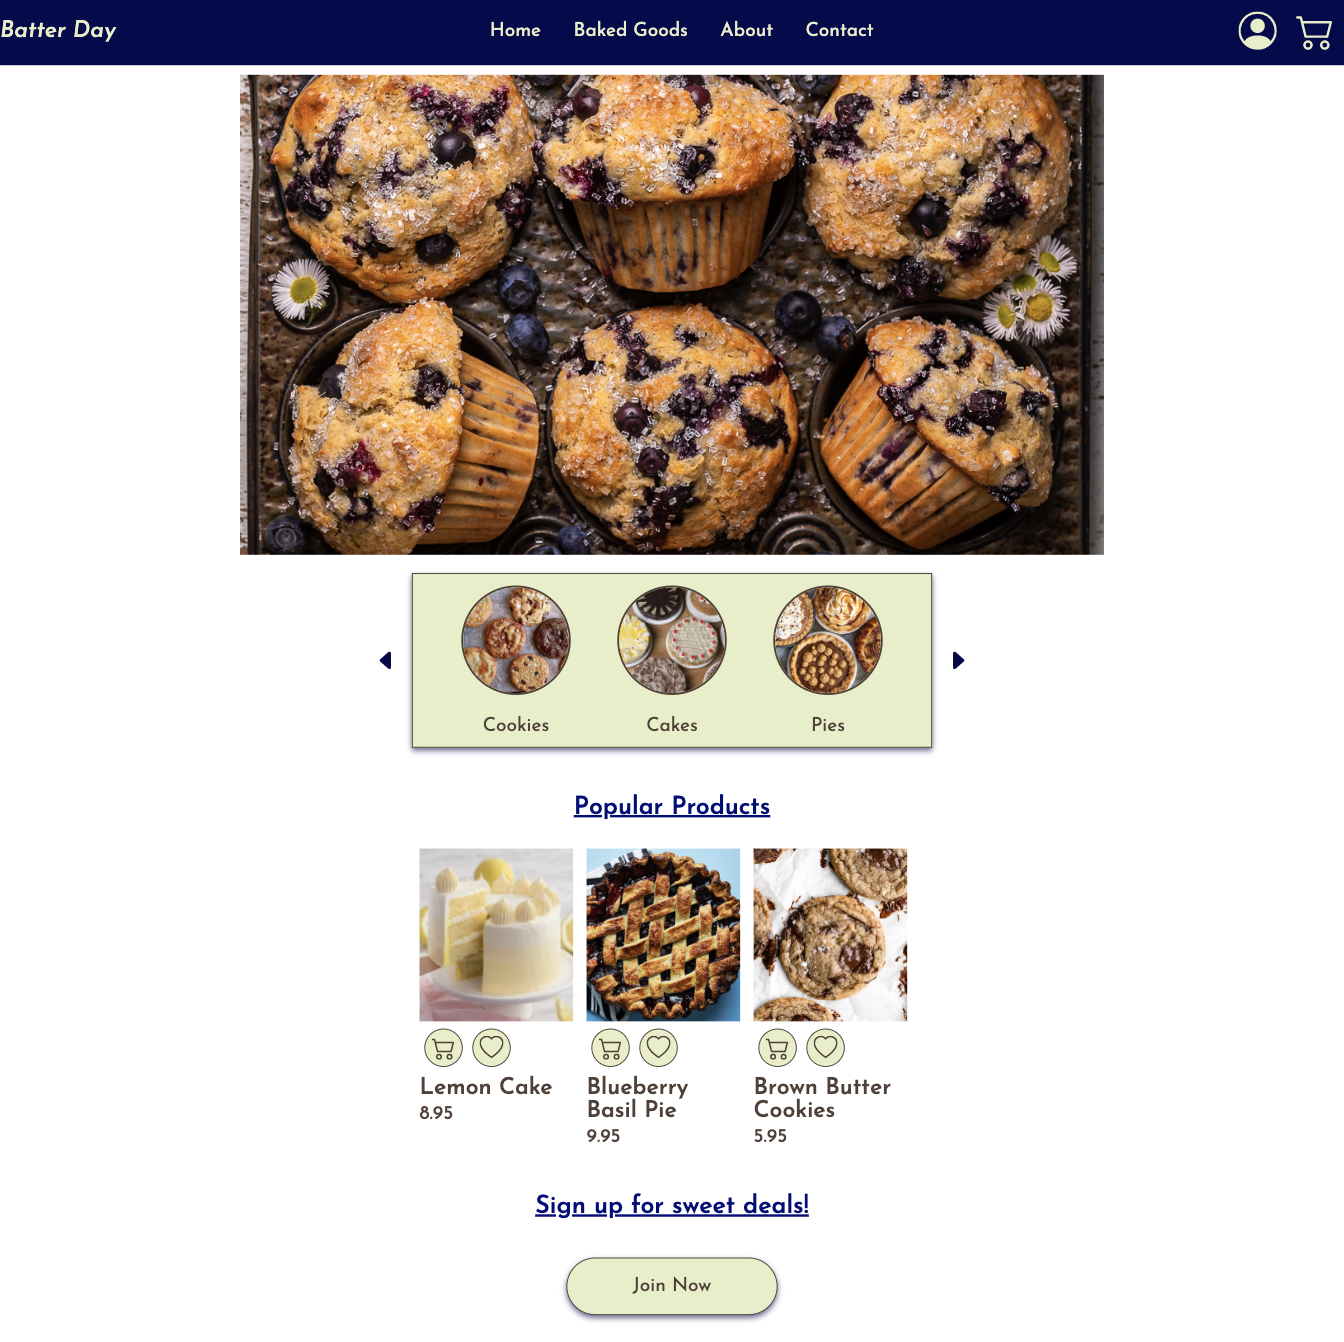 Batter Day
Home Baked Goods About Contact
Cookies Cakes Pies
Popular Products
Lemon Cake
8.95
Blueberry
Basil Pie
9.95
Brown Butter
Cookies
5.95
Sign up for sweet deals!
Join Now